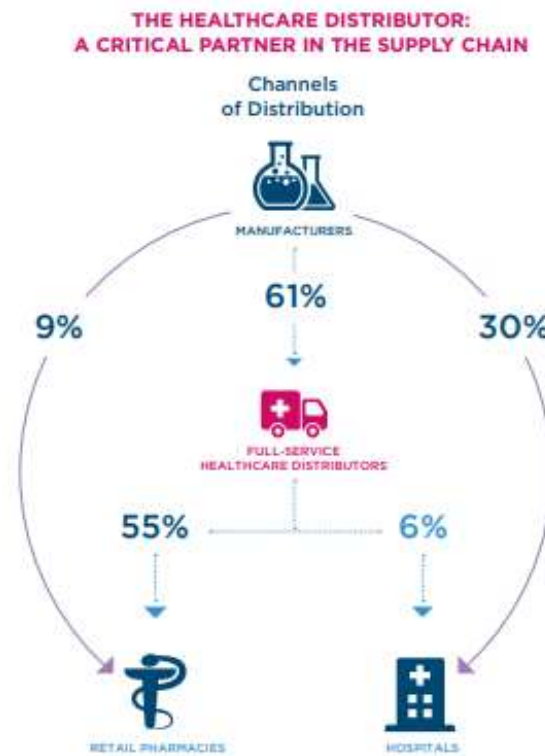 THE HEALTHCARE DISTRIBUTOR:
A CRITICAL PARTNER IN THE SUPPLY CHAIN
Channels
of Distribution
MANUFACTURERS
61%
9%
30%
FULL-SERVICE
HEALTHCARE DISTRIBUTORS
55%
6%
RETAIL PHARMACIES
HOSPITALS